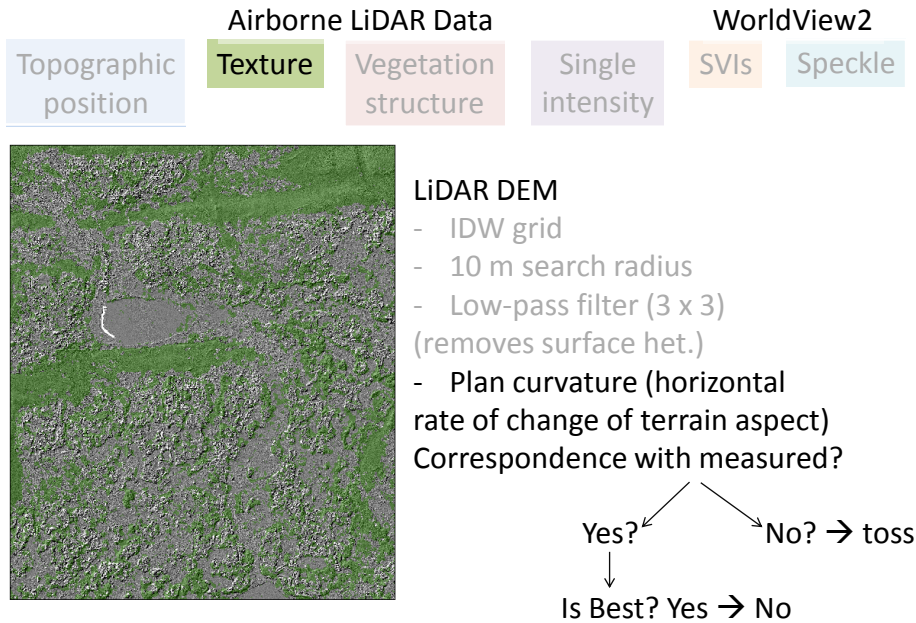 Airborne LiDAR Data
WorldView2
Topographic
position
Texture
Vegetation
structure
Single
intensity
SVIs
Speckle
LiDAR DEM
- IDW grid
- 10 m search radius
- Low-pass filter (3 x 3)
(removes surface het.)
- Plan curvature (horizontal
rate of change of terrain aspect)
Correspondence with measured?
Yes?
No? → toss
Is Best? Yes → No